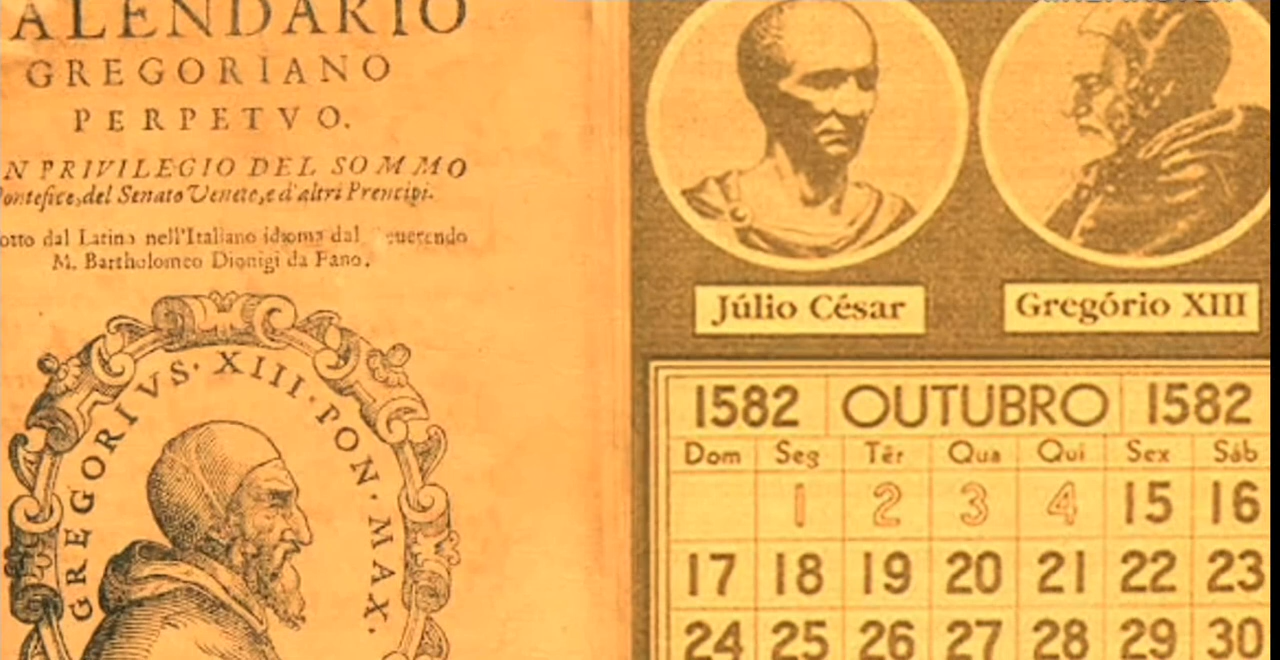 ALENDARIO
GREGORIANO
PERPETVO.
N PRIVILEGIO DEL SOMMO
Pontefice, del Senato Veneto, e d'altri Prencipi.
otto dal Latino nell'Italiano idioma dal
M. Bartholomeo Dionigi da Fano.
GREGORIVS·XIII·PON·MAX·
Júlio César
Gregório XIII
1582 OUTUBRO 1582
Dom Seg Têr Qua Qui Sex Sáb
1 2 3 4 15 16
17 18 19 20 21 22 23
24 25 26 27 28 29 30